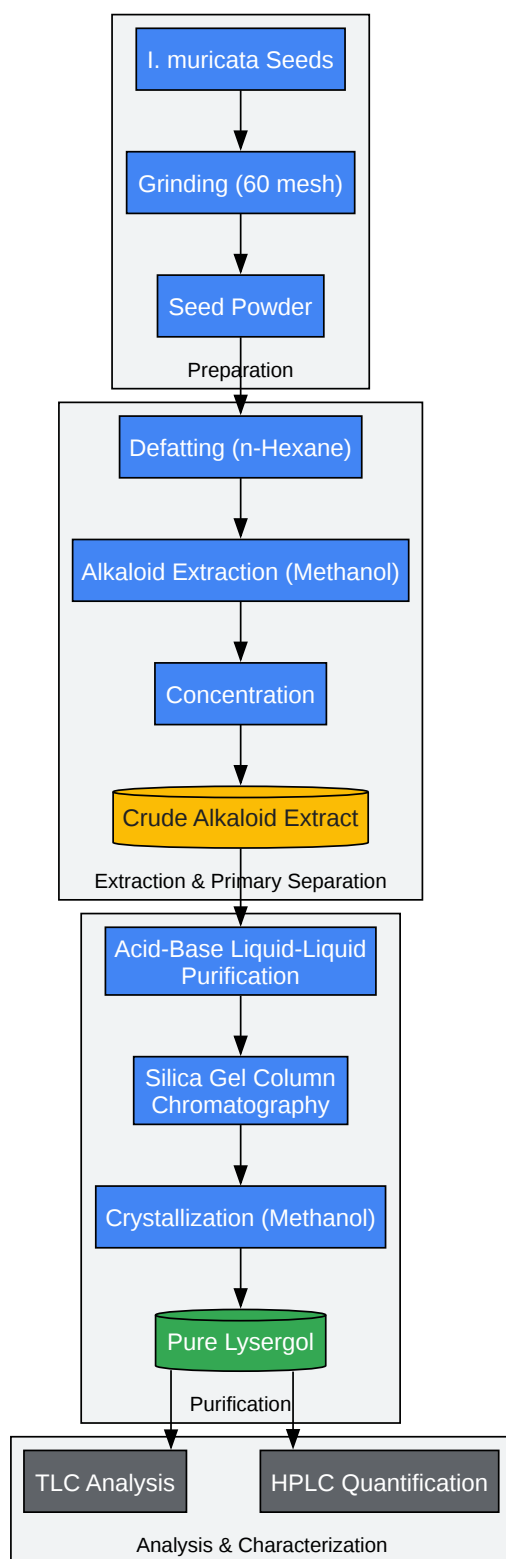 I. muricata Seeds
Grinding (60 mesh)
Seed Powder
Preparation
Defatting (n-Hexane)
Alkaloid Extraction (Methanol)
Concentration
Crude Alkaloid Extract
Extraction & Primary Separation
Acid-Base Liquid-Liquid
Purification
Silica Gel Column
Chromatography
Crystallization (Methanol)
Pure Lysergol
Purification
TLC Analysis
HPLC Quantification
Analysis & Characterization